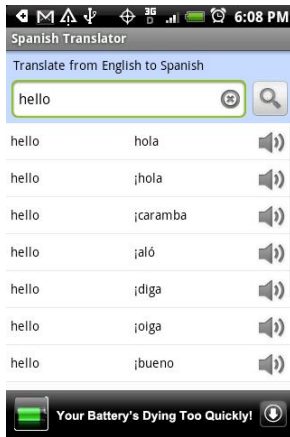 3G
D
6:08 PM
Spanish Translator
Translate from English to Spanish
hello
hello hola
hello ¡hola
hello ¡caramba
hello ¡aló
hello ¡diga
hello ¡oiga
hello ¡bueno
Your Battery's Dying Too Quickly!